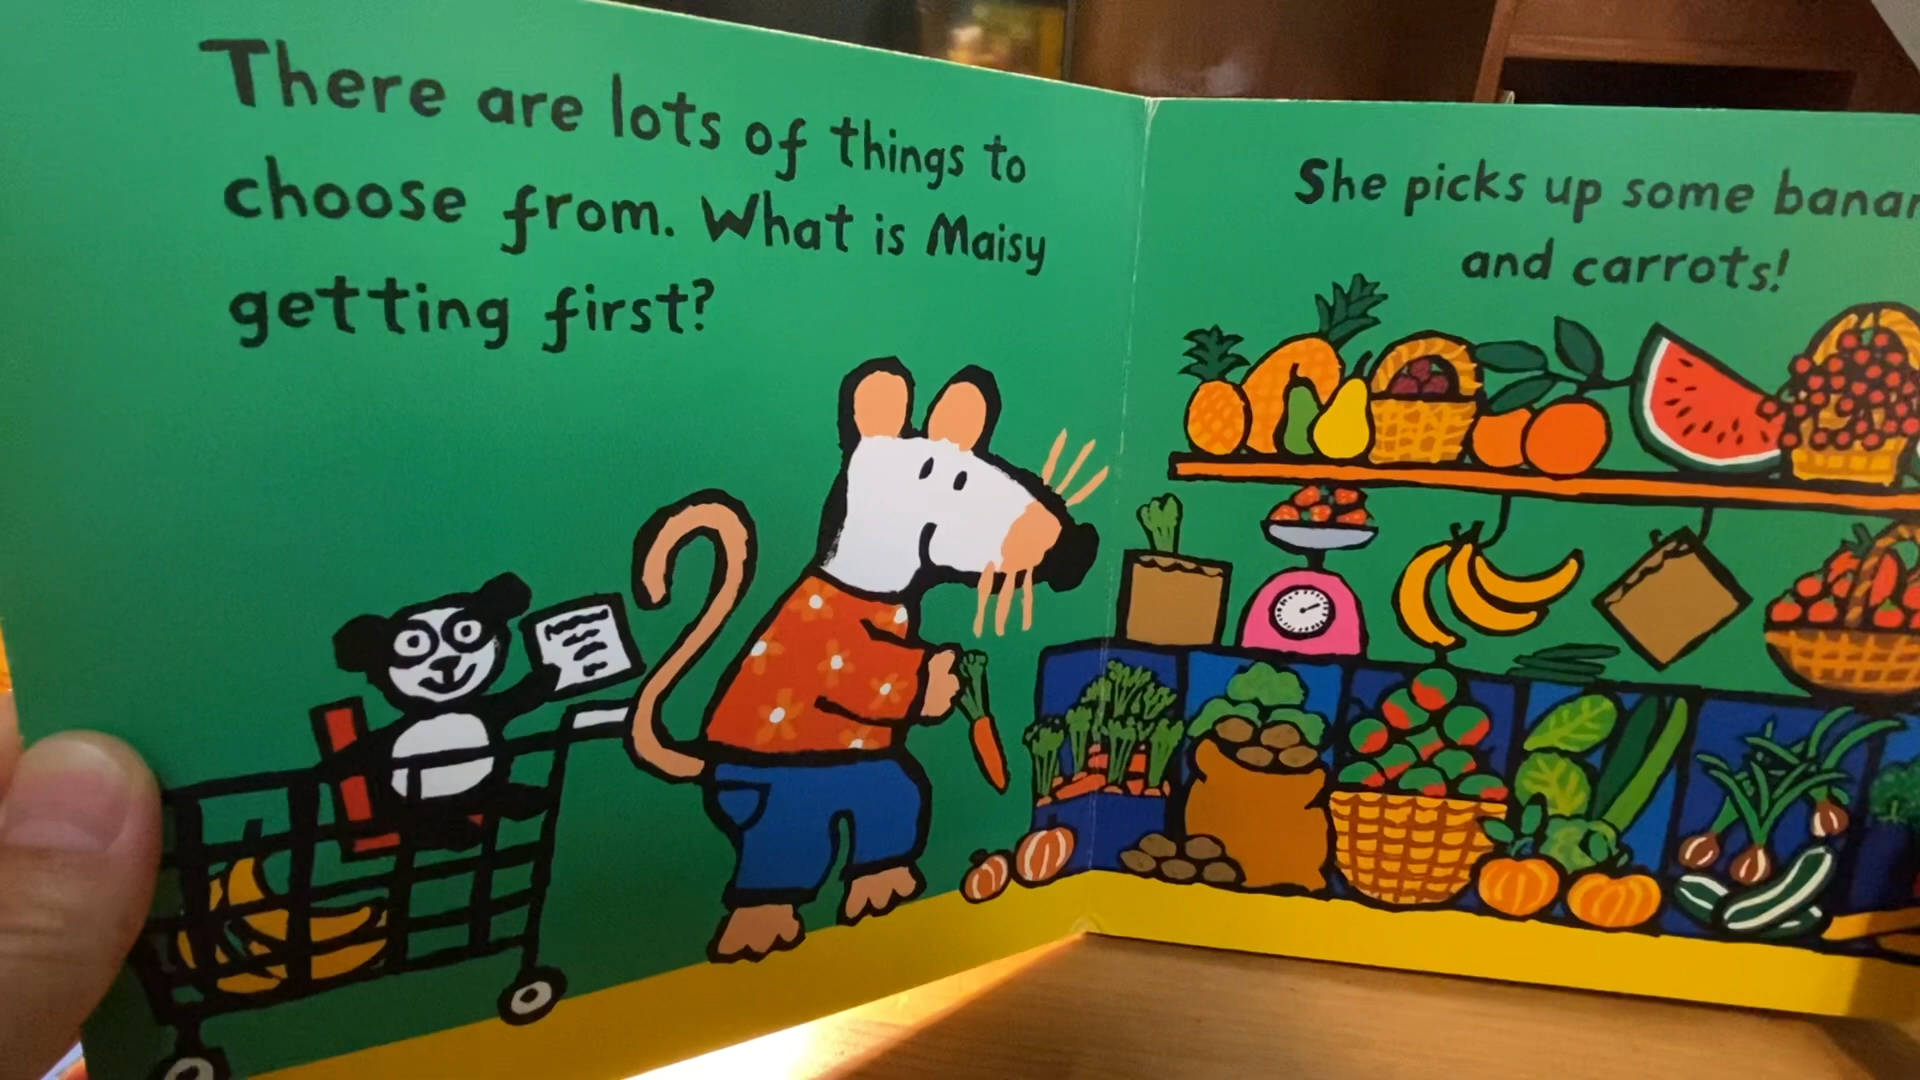 There are lots of things to
choose from. What is Maisy
getting first?
She picks up some
and carrots!